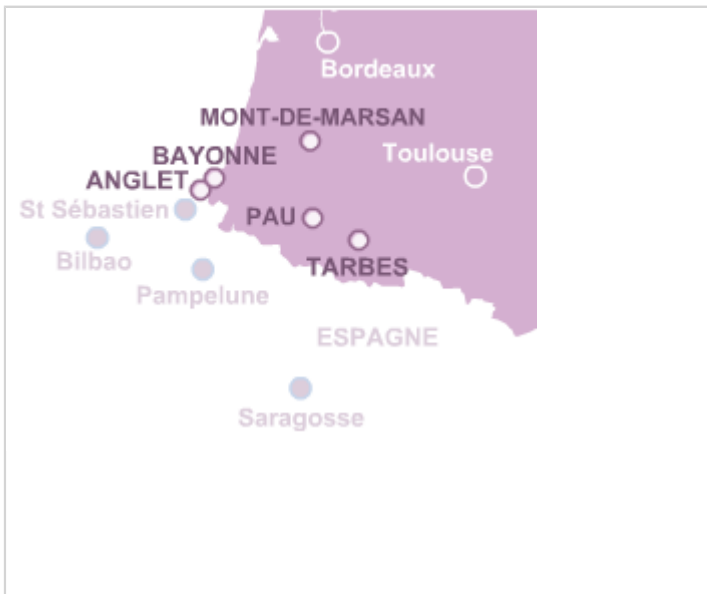 Bordeaux
MONT-DE-MARSAN
BAYONNE
Toulouse
ANGLET
St Sébastien
PAU
Bilbao
TARBES
Pampelune
ESPAGNE
Saragosse